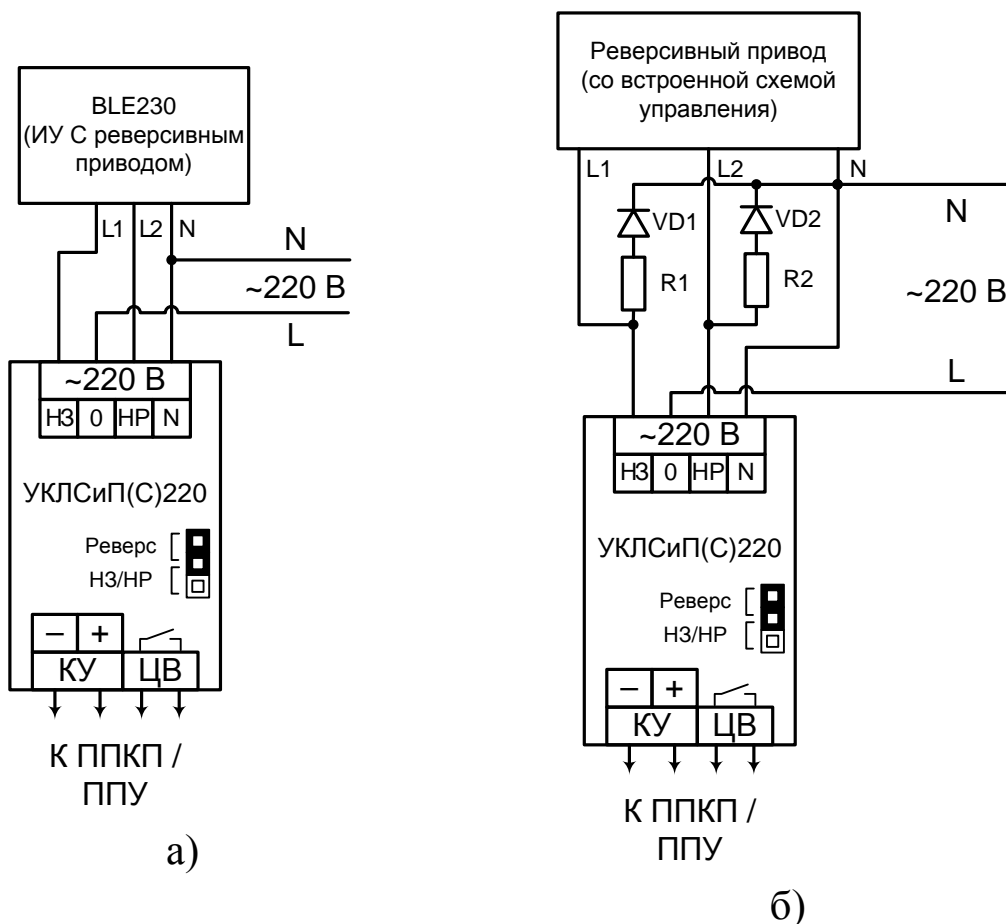 BLE230
(ИУ С реверсивным
приводом)
L1 L2 N
N
~220 В
L
~220 В
НЗ 0 НР N
УКЛСиП(С)220
Реверс
НЗ/НР
– +
КУ ЦВ
К ППКП /
ППУ
а)
Реверсивный привод
(со встроенной схемой
управления)
L1 L2 N
N
VD1 VD2
R1 R2
~220 В
L
~220 В
НЗ 0 НР N
УКЛСиП(С)220
Реверс
НЗ/НР
– +
КУ ЦВ
К ППКП /
ППУ
б)